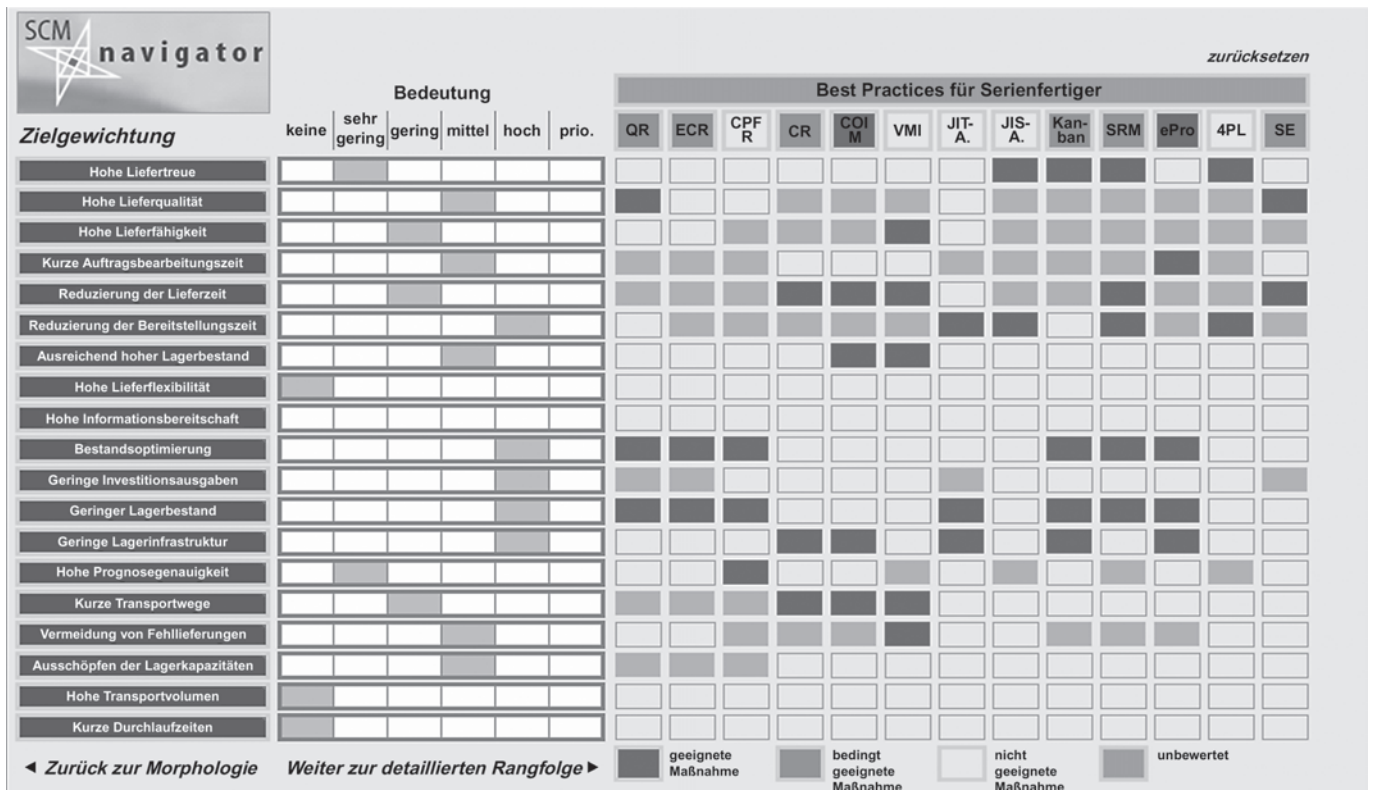 SCM
navigator
zurücksetzen
Bedeutung
Best Practices für Serienfertiger
Zielgewichtung
keine
sehr
gering
gering
mittel
hoch
prio.
QR
ECR
CPF
R
CR
COI
M
VMI
JIT-
A.
JIS-
A.
Kan-
ban
SRM
ePro
4PL
SE
Hohe Liefertreue
Hohe Lieferqualität
Hohe Lieferfähigkeit
Kurze Auftragsbearbeitungszeit
Reduzierung der Lieferzeit
Reduzierung der Bereitstellungszeit
Ausreichend hoher Lagerbestand
Hohe Lieferflexibilität
Hohe Informationsbereitschaft
Bestandsoptimierung
Geringe Investitionsausgaben
Geringer Lagerbestand
Geringe Lagerinfrastruktur
Hohe Prognosegenauigkeit
Kurze Transportwege
Vermeidung von Fehllieferungen
Ausschöpfen der Lagerkapazitäten
Hohe Transportvolumen
Kurze Durchlaufzeiten
◄ Zurück zur Morphologie
Weiter zur detaillierten Rangfolge ►
geeignete
Maßnahme
bedingt
geeignete
Maßnahme
nicht
geeignete
Maßnahme
unbewertet